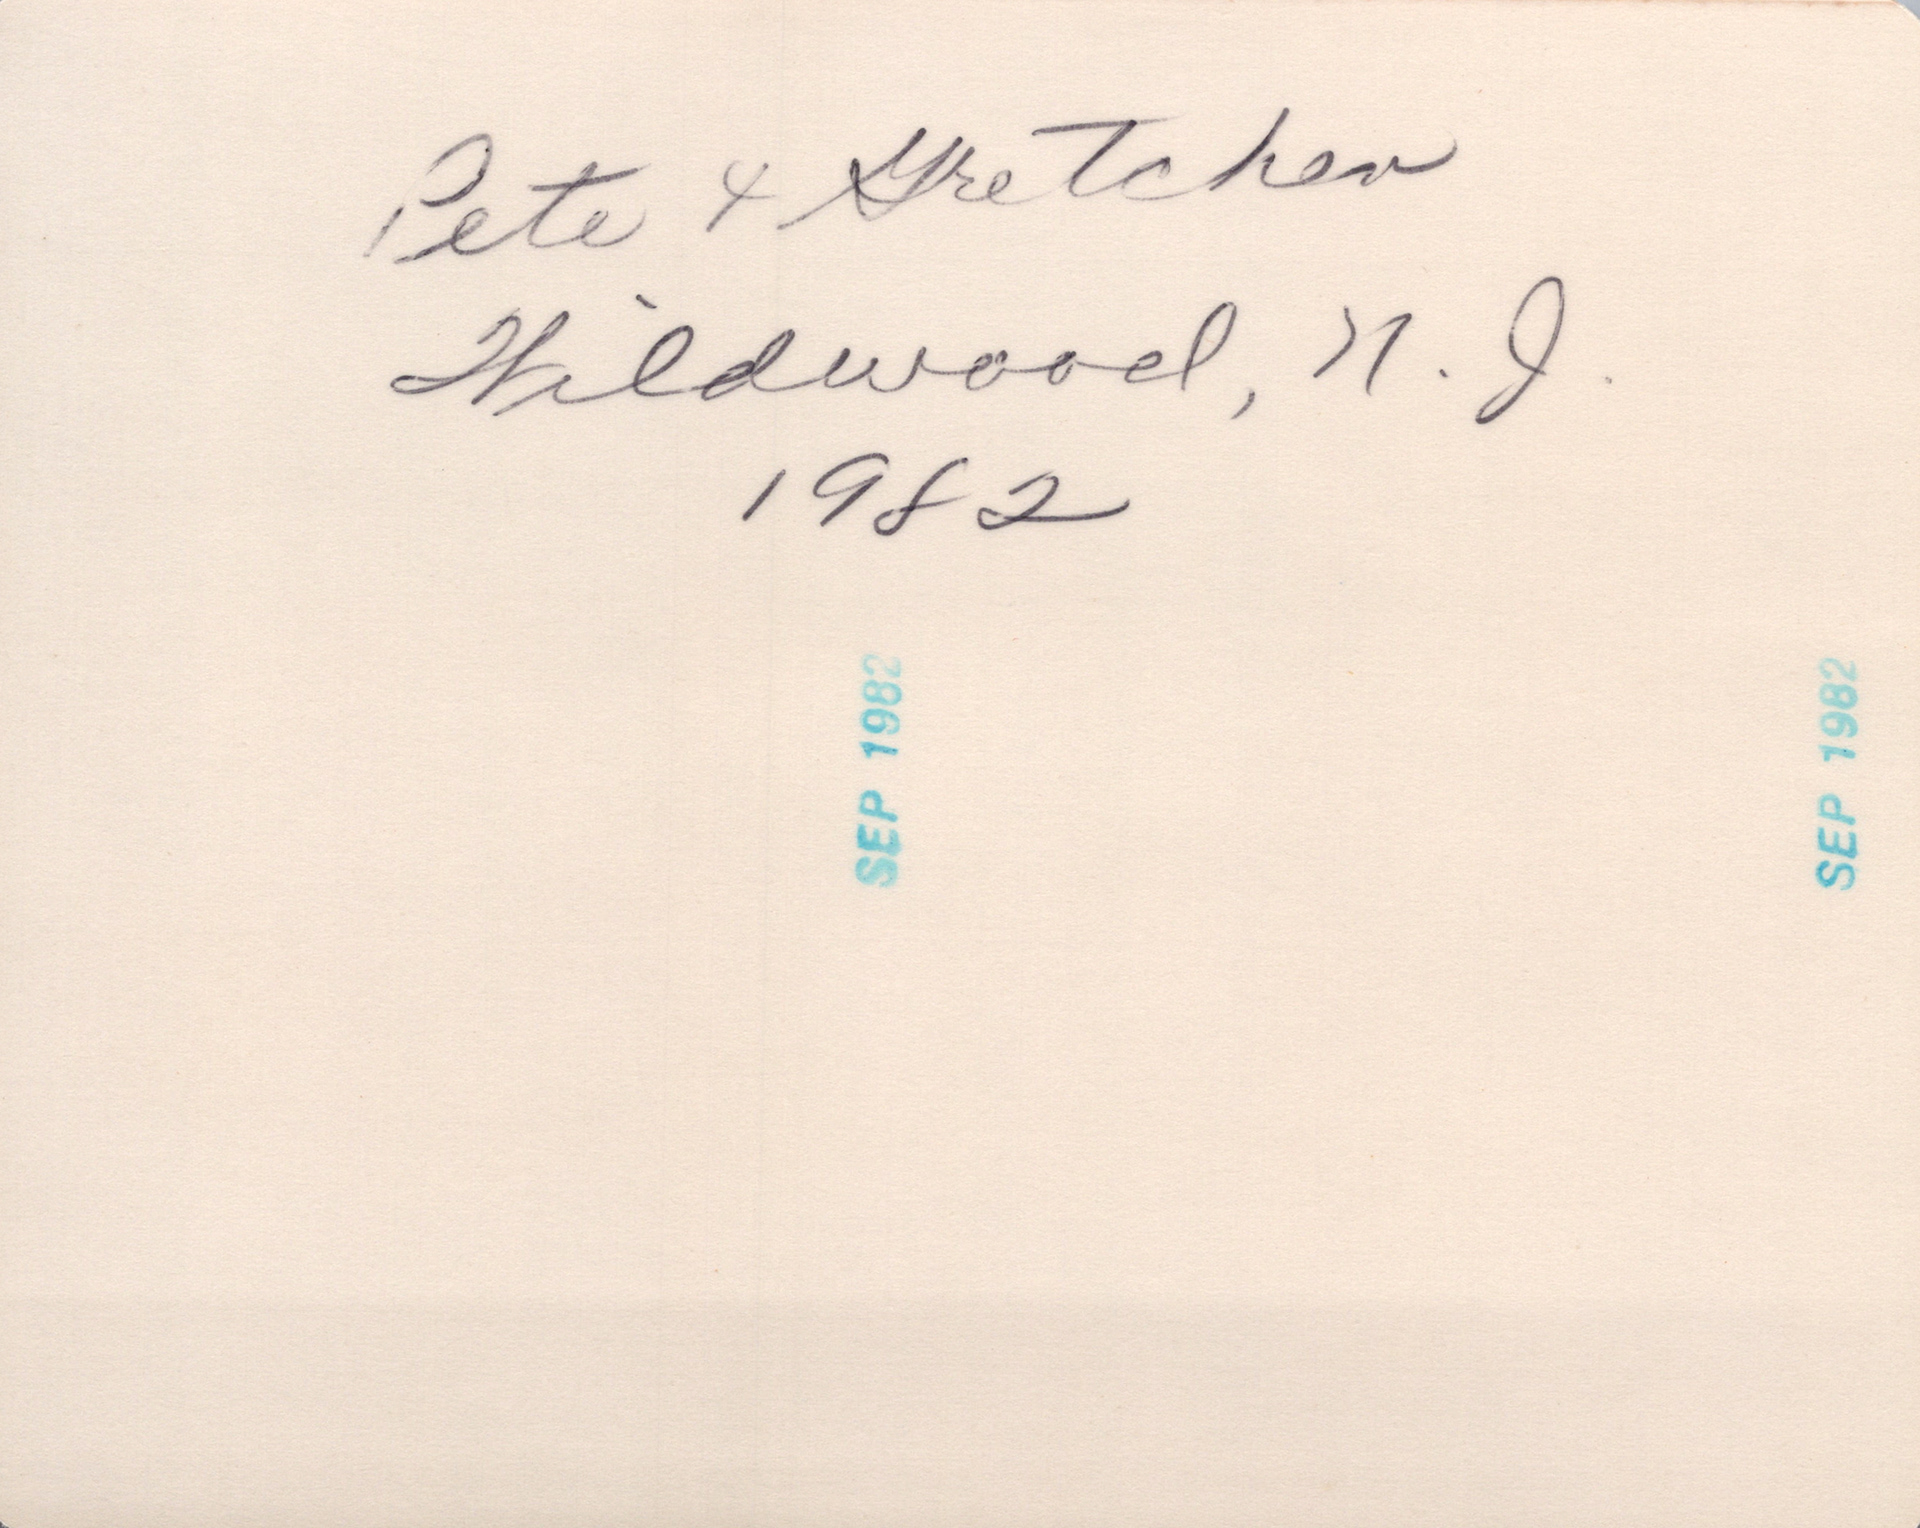 Pete & Gretchen
Wildwood, N.J.
1982
SEP 1982
SEP 1982